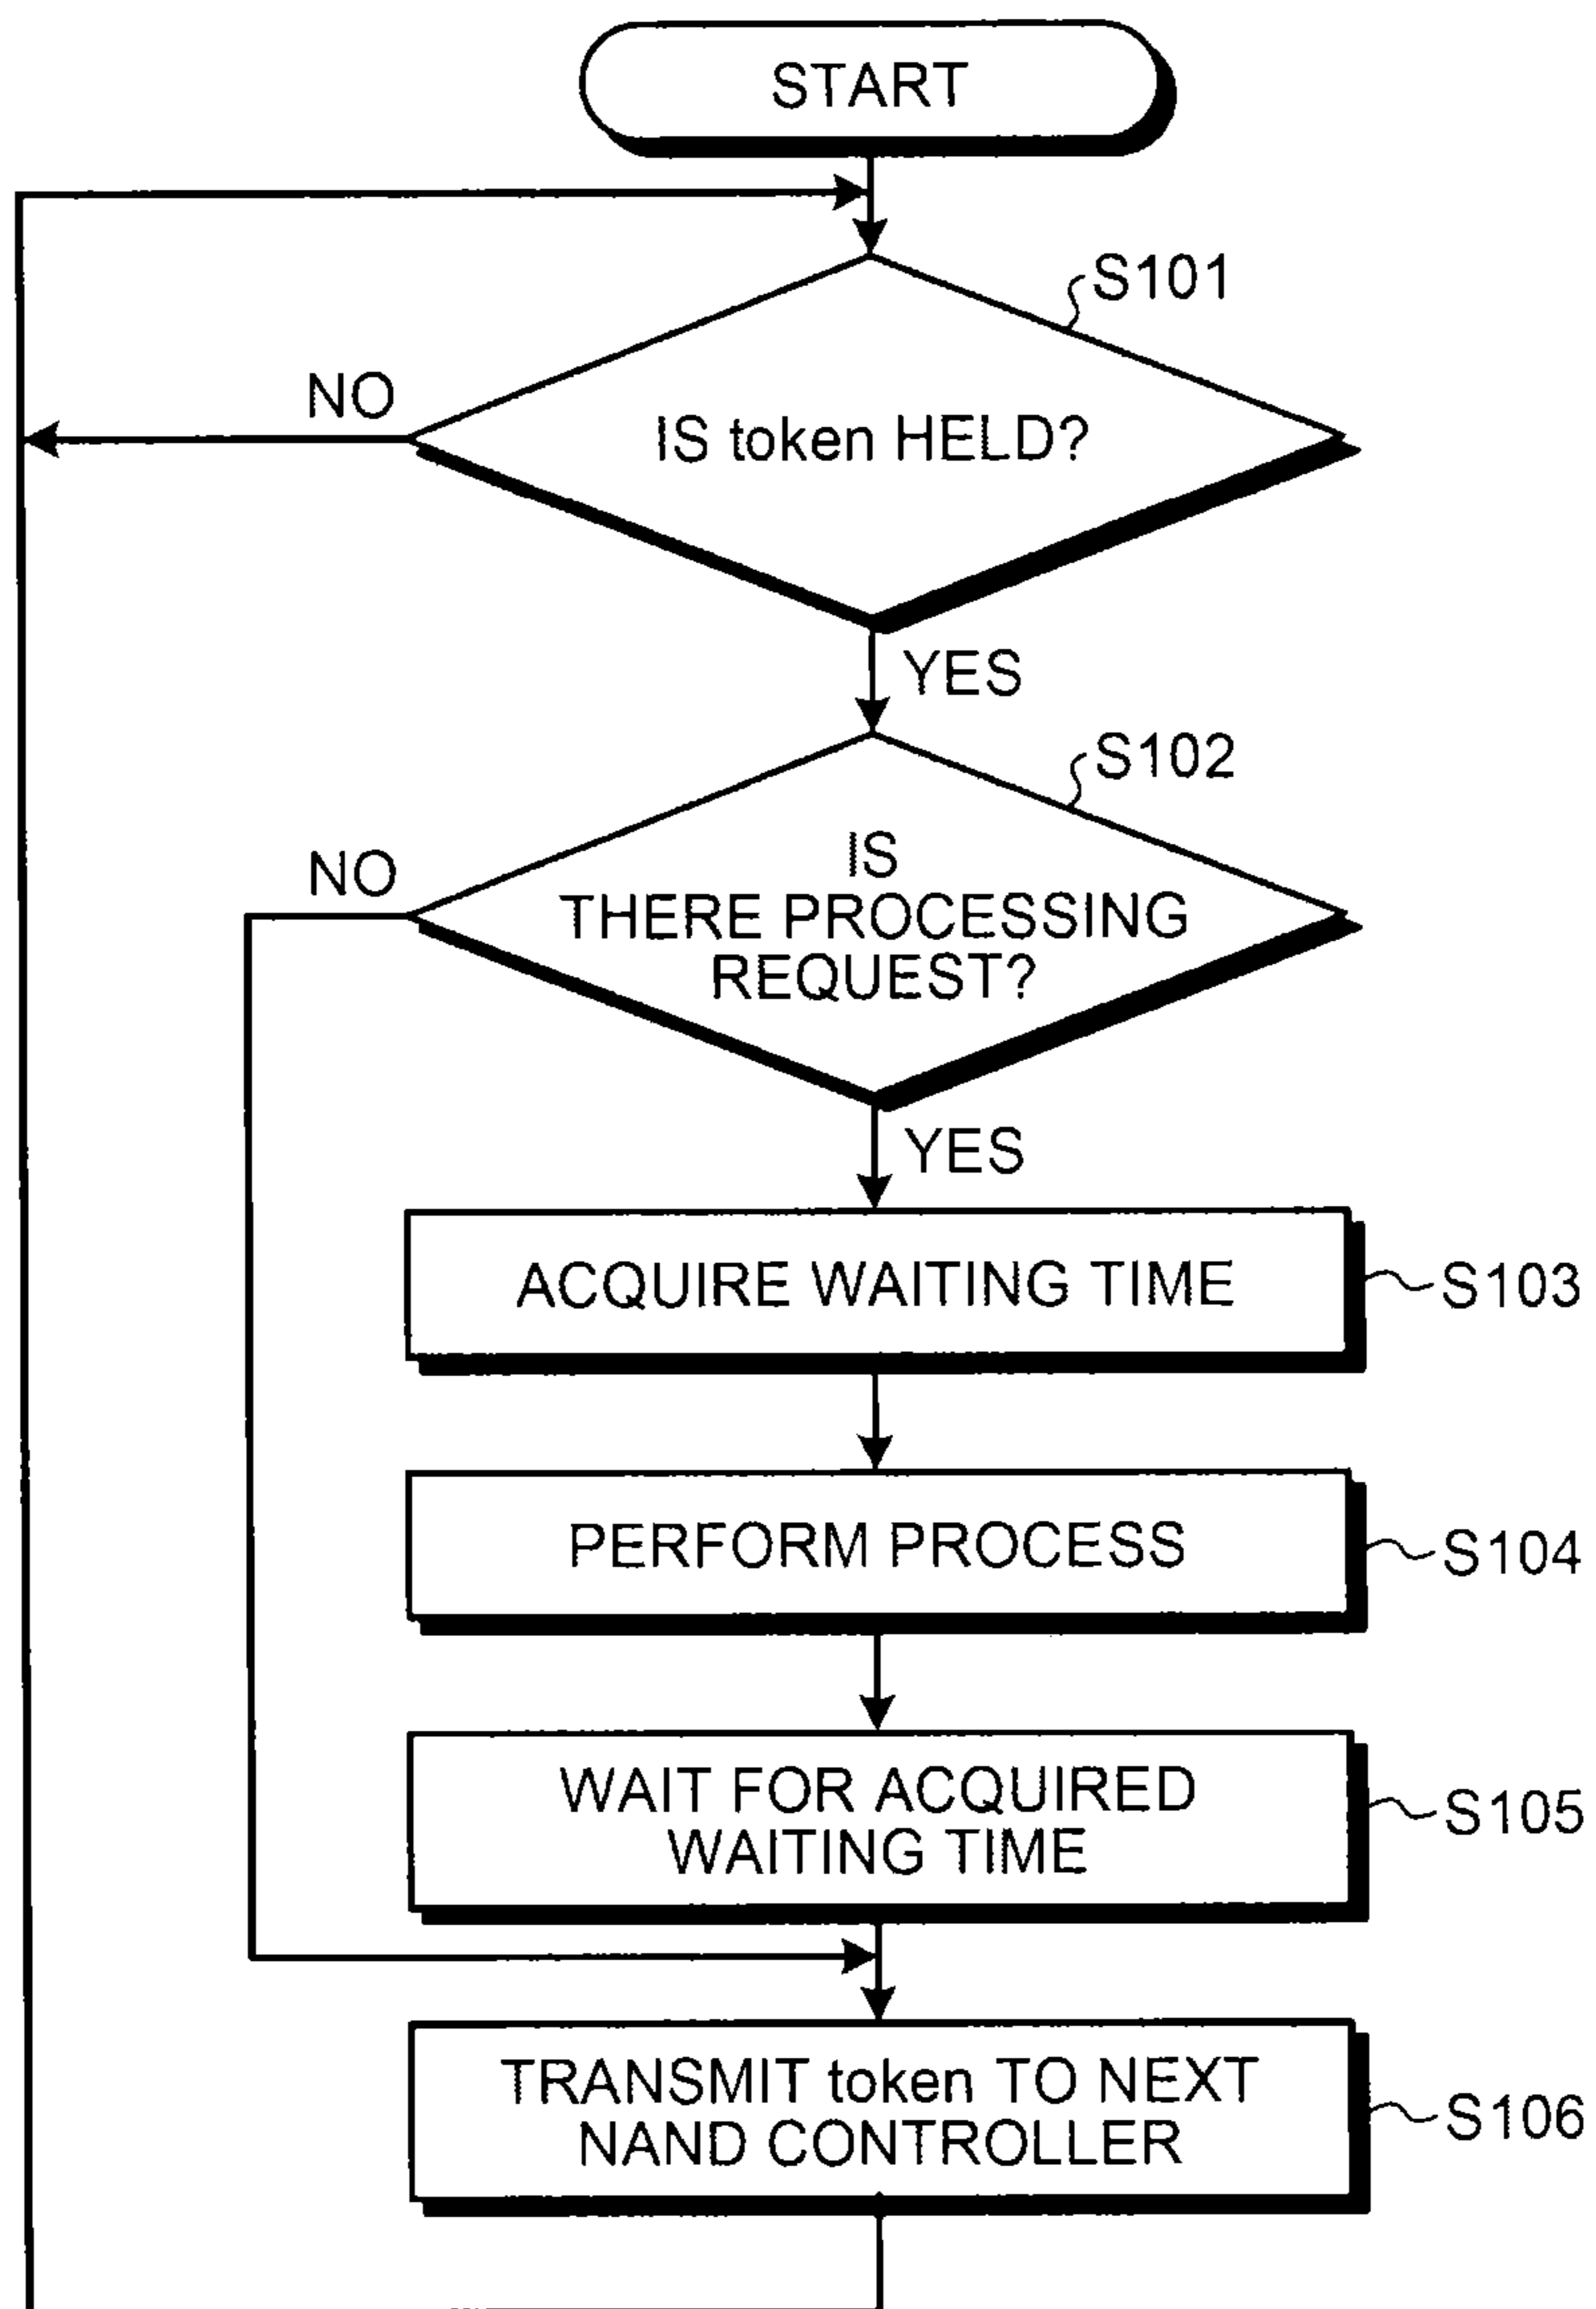 START
S101
NO
IS token HELD?
YES
S102
NO
IS
THERE PROCESSING
REQUEST?
YES
ACQUIRE WAITING TIME
S103
PERFORM PROCESS
S104
WAIT FOR ACQUIRED
WAITING TIME
S105
TRANSMIT token TO NEXT
NAND CONTROLLER
S106